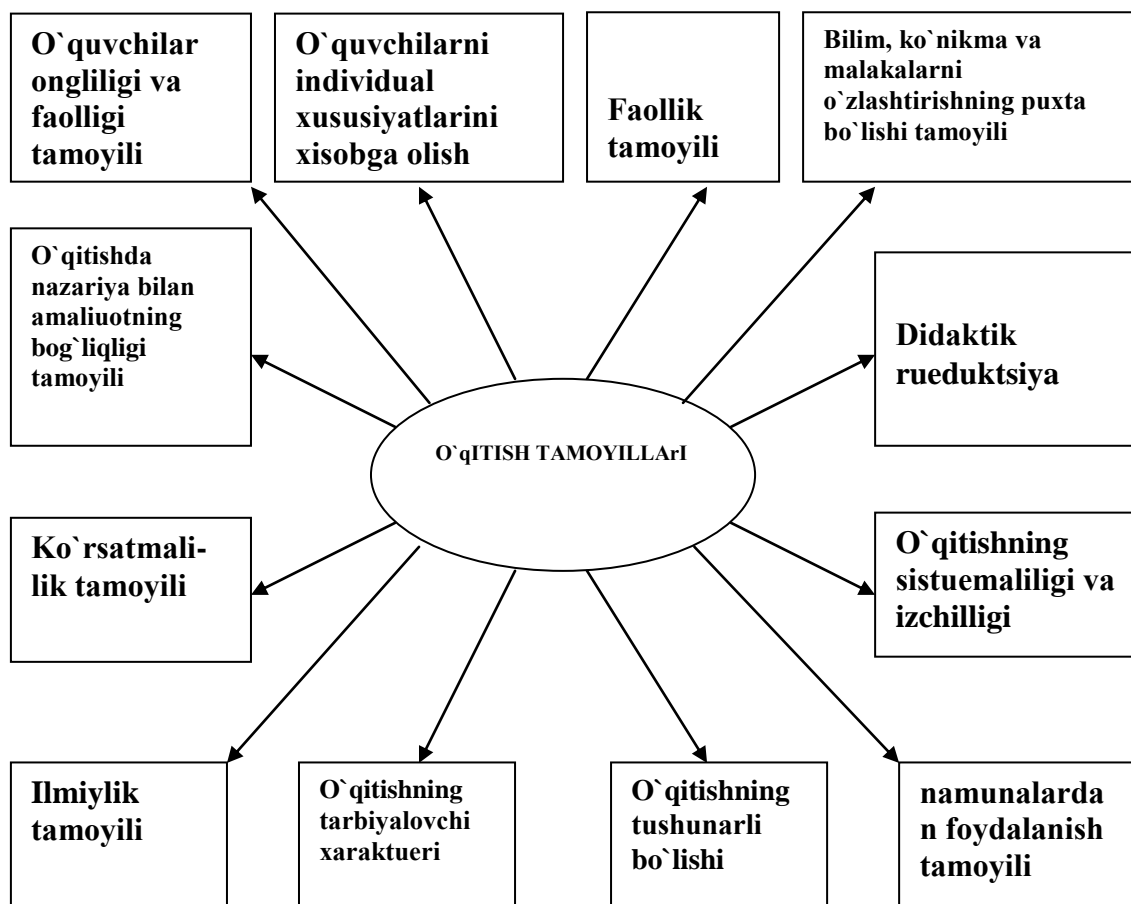 O`quvchilar
ongliligi va
faolligi
tamoyili
O`quvchilarni
individual
xususiyatlarini
xisobga olish
Faollik
tamoyili
Bilim, ko`nikma va
malakalarni
o`zlashtirishning puxta
bo`lishi tamoyili
O`qitishda
nazariya bilan
amaliuotning
bog`liqligi
tamoyili
Didaktik
rueduktsiya
O`qITISH TAMOYILLArI
Ko`rsatmali-
lik tamoyili
O`qitishning
sistuemaliligi va
izchilligi
Ilmiylik
tamoyili
O`qitishning
tarbiyalovchi
xaraktueri
O`qitishning
tushunarli
bo`lishi
namunalarda
n foydalanish
tamoyili